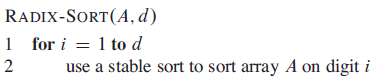 RADIX-SORT(A, d)
1 for i = 1 to d
2 use a stable sort to sort array A on digit i